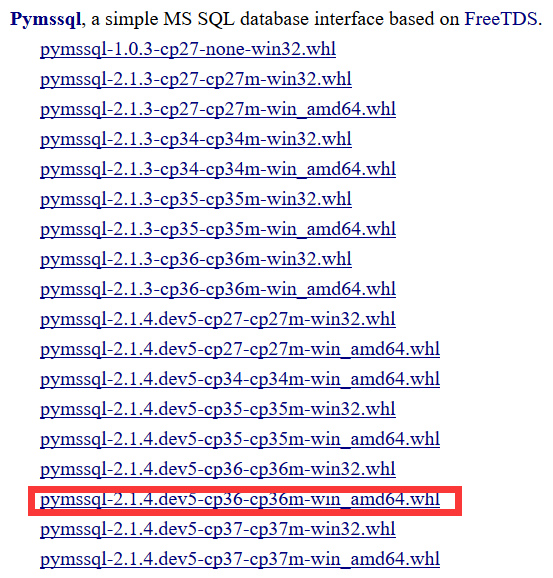 Pymssql, a simple MS SQL database interface based on FreeTDS.
pymssql-1.0.3-cp27-none-win32.whl
pymssql-2.1.3-cp27-cp27m-win32.whl
pymssql-2.1.3-cp27-cp27m-win_amd64.whl
pymssql-2.1.3-cp34-cp34m-win32.whl
pymssql-2.1.3-cp34-cp34m-win_amd64.whl
pymssql-2.1.3-cp35-cp35m-win32.whl
pymssql-2.1.3-cp35-cp35m-win_amd64.whl
pymssql-2.1.3-cp36-cp36m-win32.whl
pymssql-2.1.3-cp36-cp36m-win_amd64.whl
pymssql-2.1.4.dev5-cp27-cp27m-win32.whl
pymssql-2.1.4.dev5-cp27-cp27m-win_amd64.whl
pymssql-2.1.4.dev5-cp34-cp34m-win_amd64.whl
pymssql-2.1.4.dev5-cp35-cp35m-win32.whl
pymssql-2.1.4.dev5-cp35-cp35m-win_amd64.whl
pymssql-2.1.4.dev5-cp36-cp36m-win32.whl
pymssql-2.1.4.dev5-cp36-cp36m-win_amd64.whl
pymssql-2.1.4.dev5-cp37-cp37m-win32.whl
pymssql-2.1.4.dev5-cp37-cp37m-win_amd64.whl